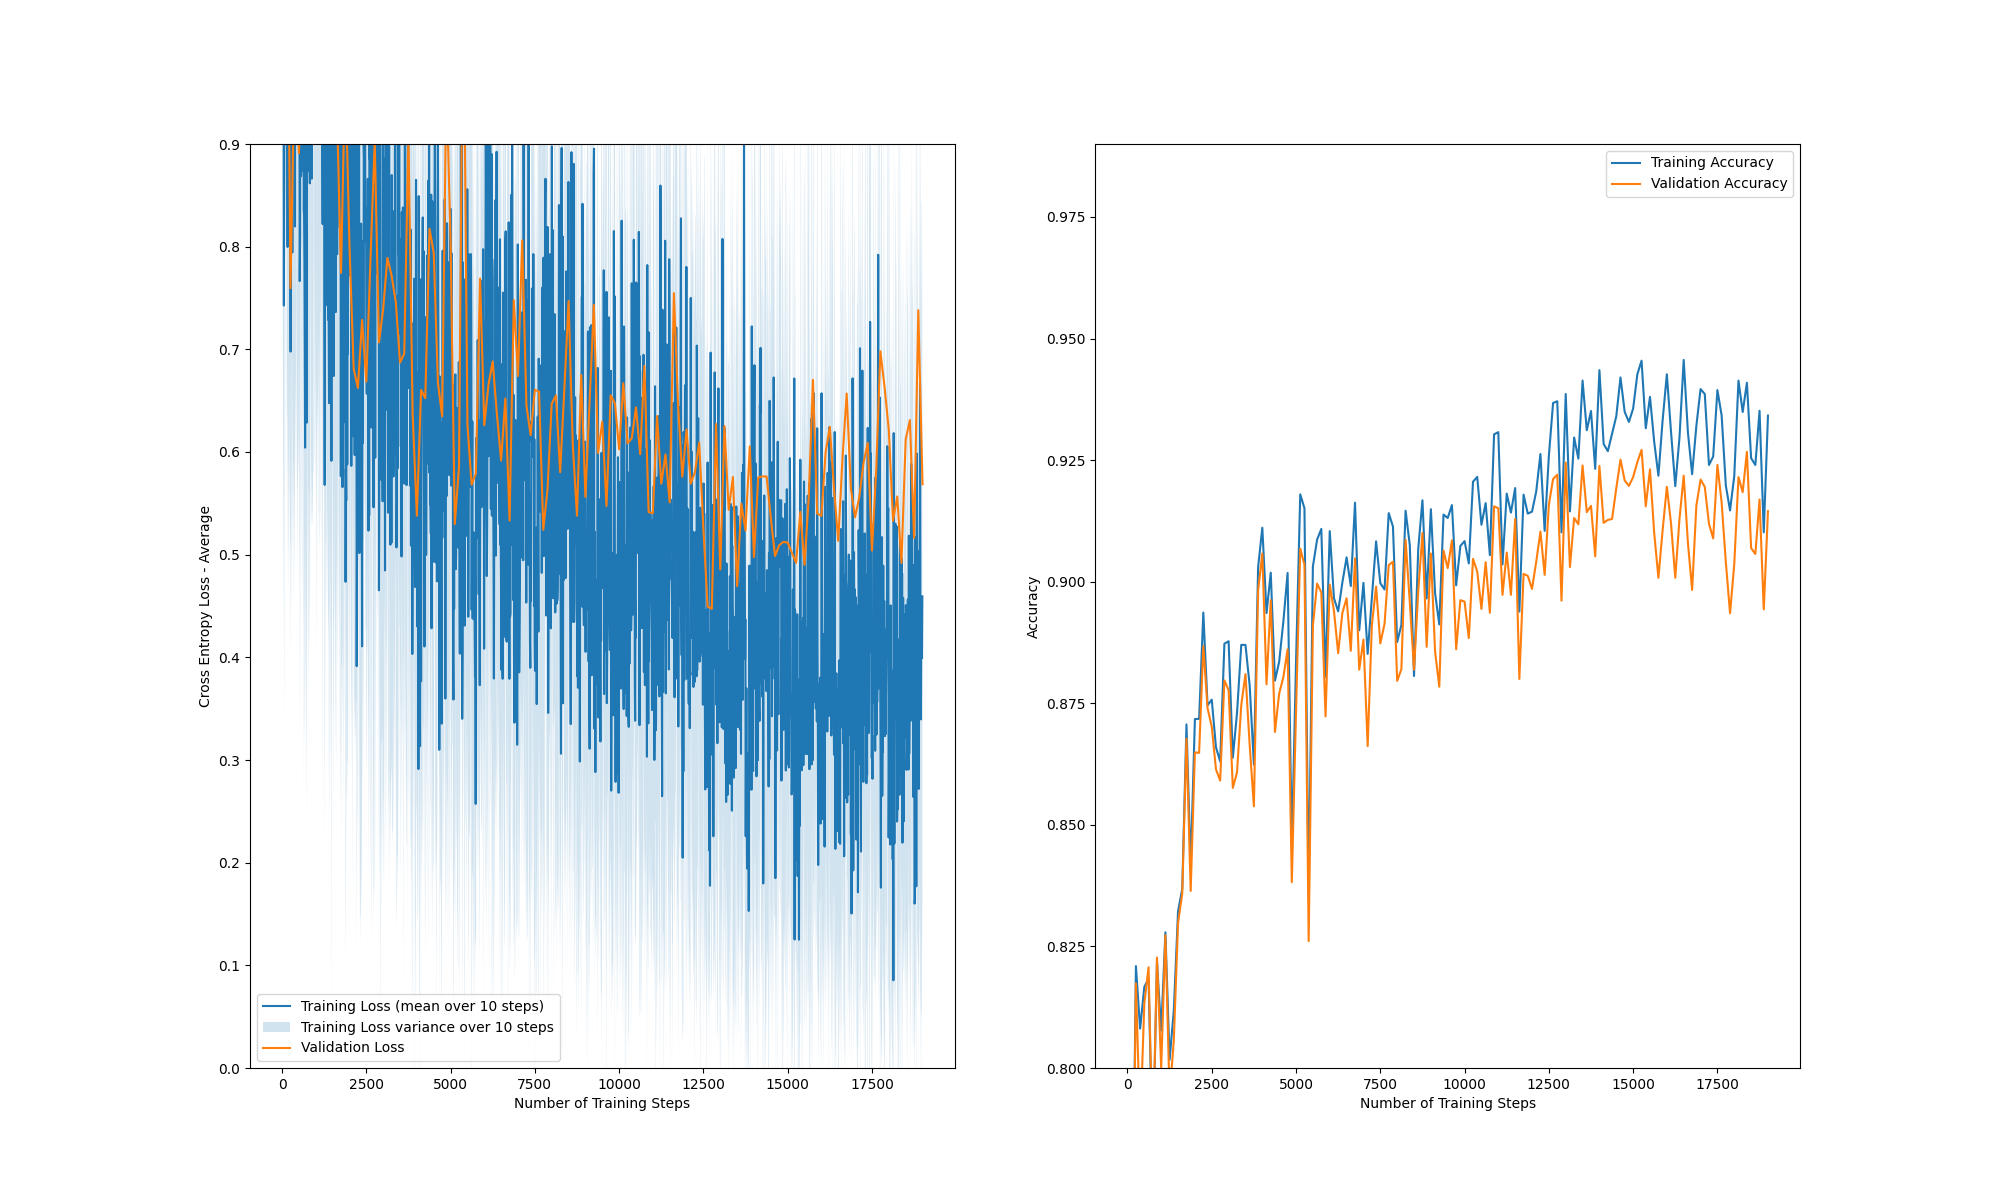 0.9
0.8
0.7
0.6
0.5
0.4
0.3
0.2
0.1
0.0
Cross Entropy Loss - Average
Training Loss (mean over 10 steps)
Training Loss variance over 10 steps
Validation Loss
0 2500 5000 7500 10000 12500 15000 17500
Number of Training Steps
Training Accuracy
Validation Accuracy
0.975
0.950
0.925
0.900
0.875
0.850
0.825
0.800
Accuracy
0 2500 5000 7500 10000 12500 15000 17500
Number of Training Steps